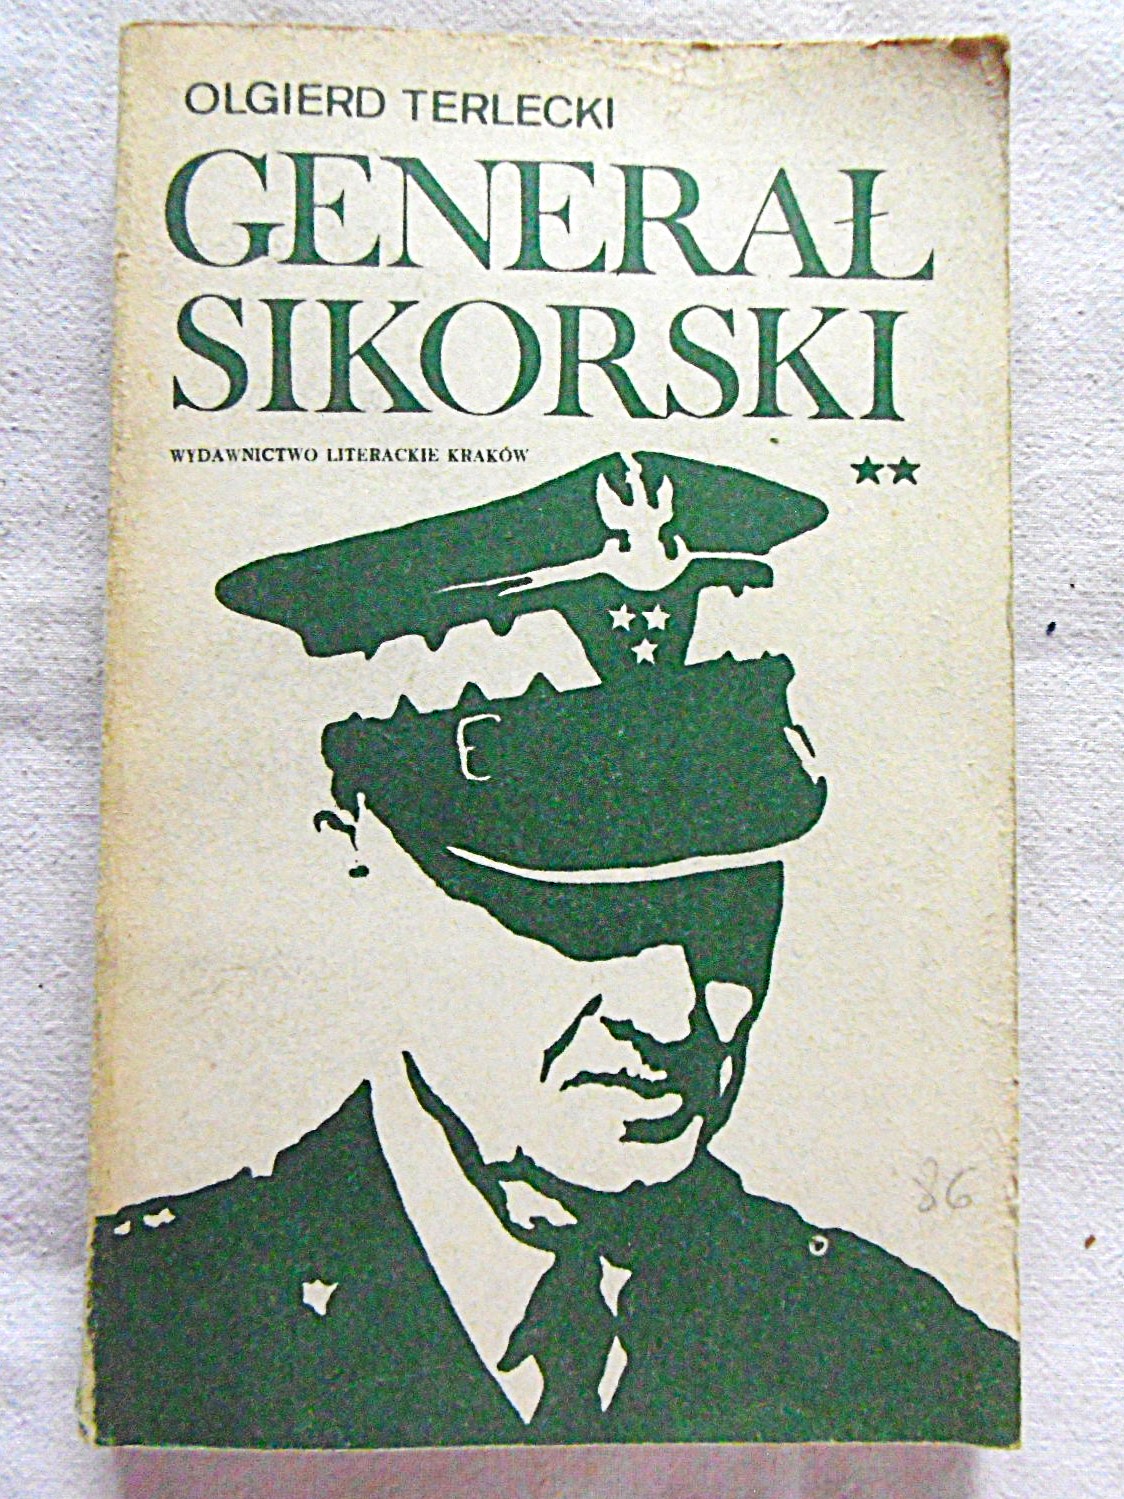 OLGIERD TERLECKI
GENERAŁ
SIKORSKI
WYDAWNICTWO LITERACKIE KRAKÓW
★★
86